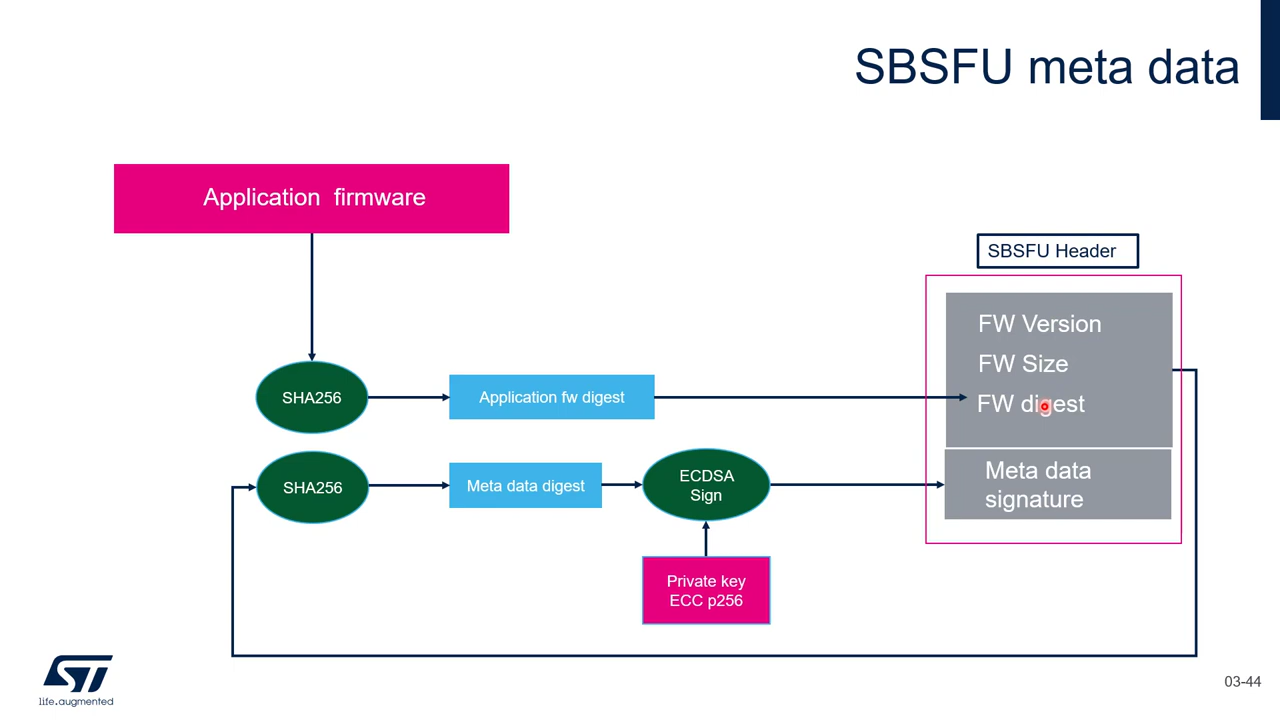 SBSFU meta data
Application firmware
SBSFU Header
FW Version
FW Size
FW digest
SHA256
Application fw digest
SHA256
Meta data digest
ECDSA
Sign
Meta data
signature
Private key
ECC p256
ST
life.augmented
03-44